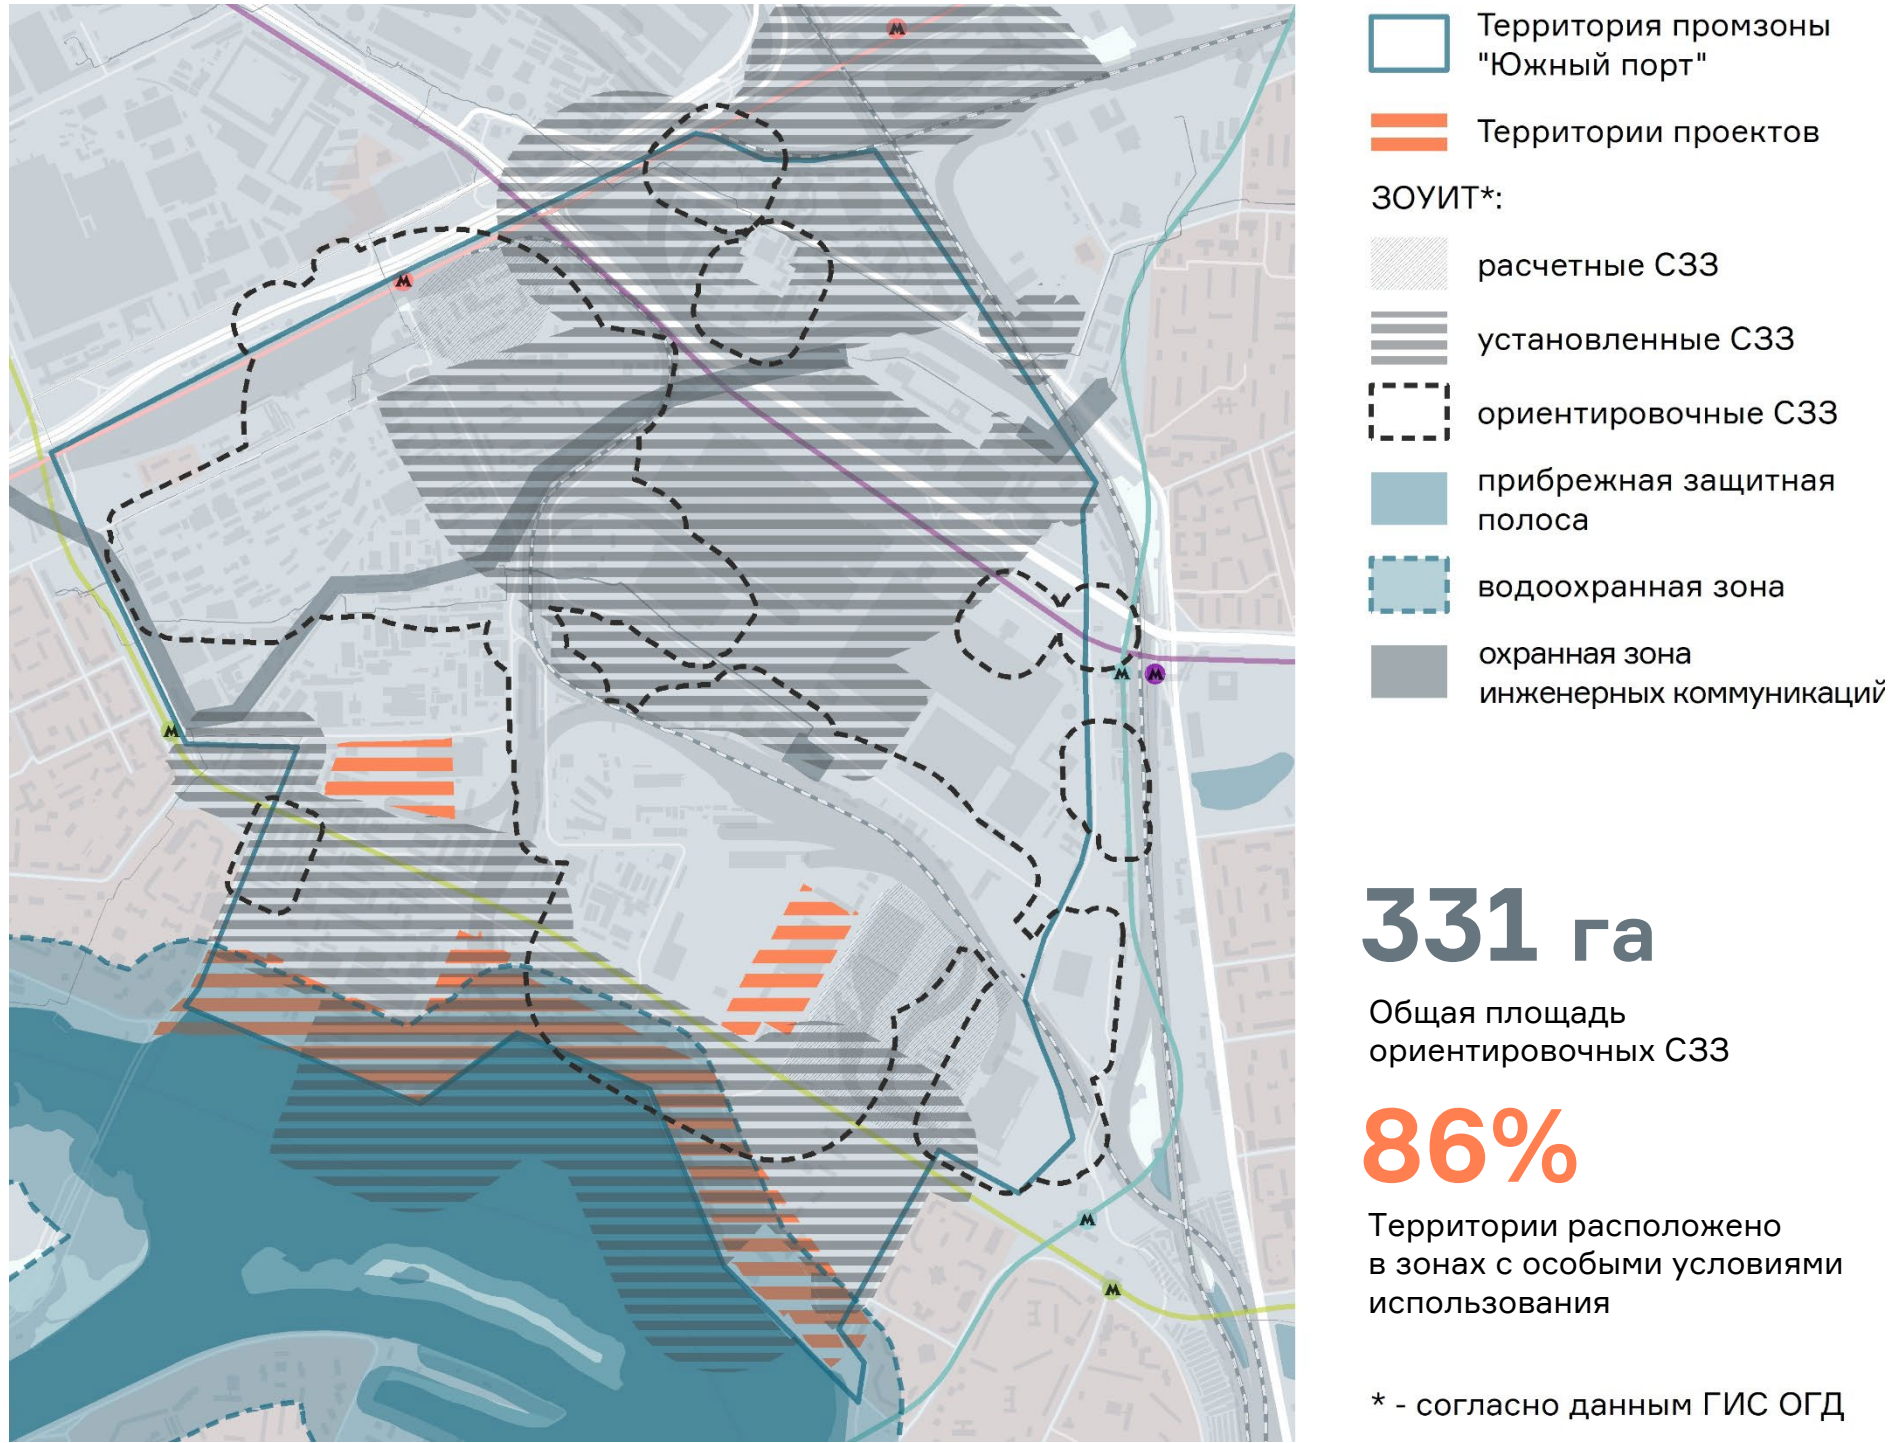 Территория промзоны
"Южный порт"
Территории проектов
ЗОУИТ*:
расчетные СЗЗ
установленные СЗЗ
ориентировочные СЗЗ
прибрежная защитная
полоса
водоохранная зона
охранная зона
инженерных коммуникаций
331 га
Общая площадь
ориентировочных СЗЗ
86%
Территории расположено
в зонах с особыми условиями
использования
* - согласно данным ГИС ОГД
М
М
М
М
М
М
М